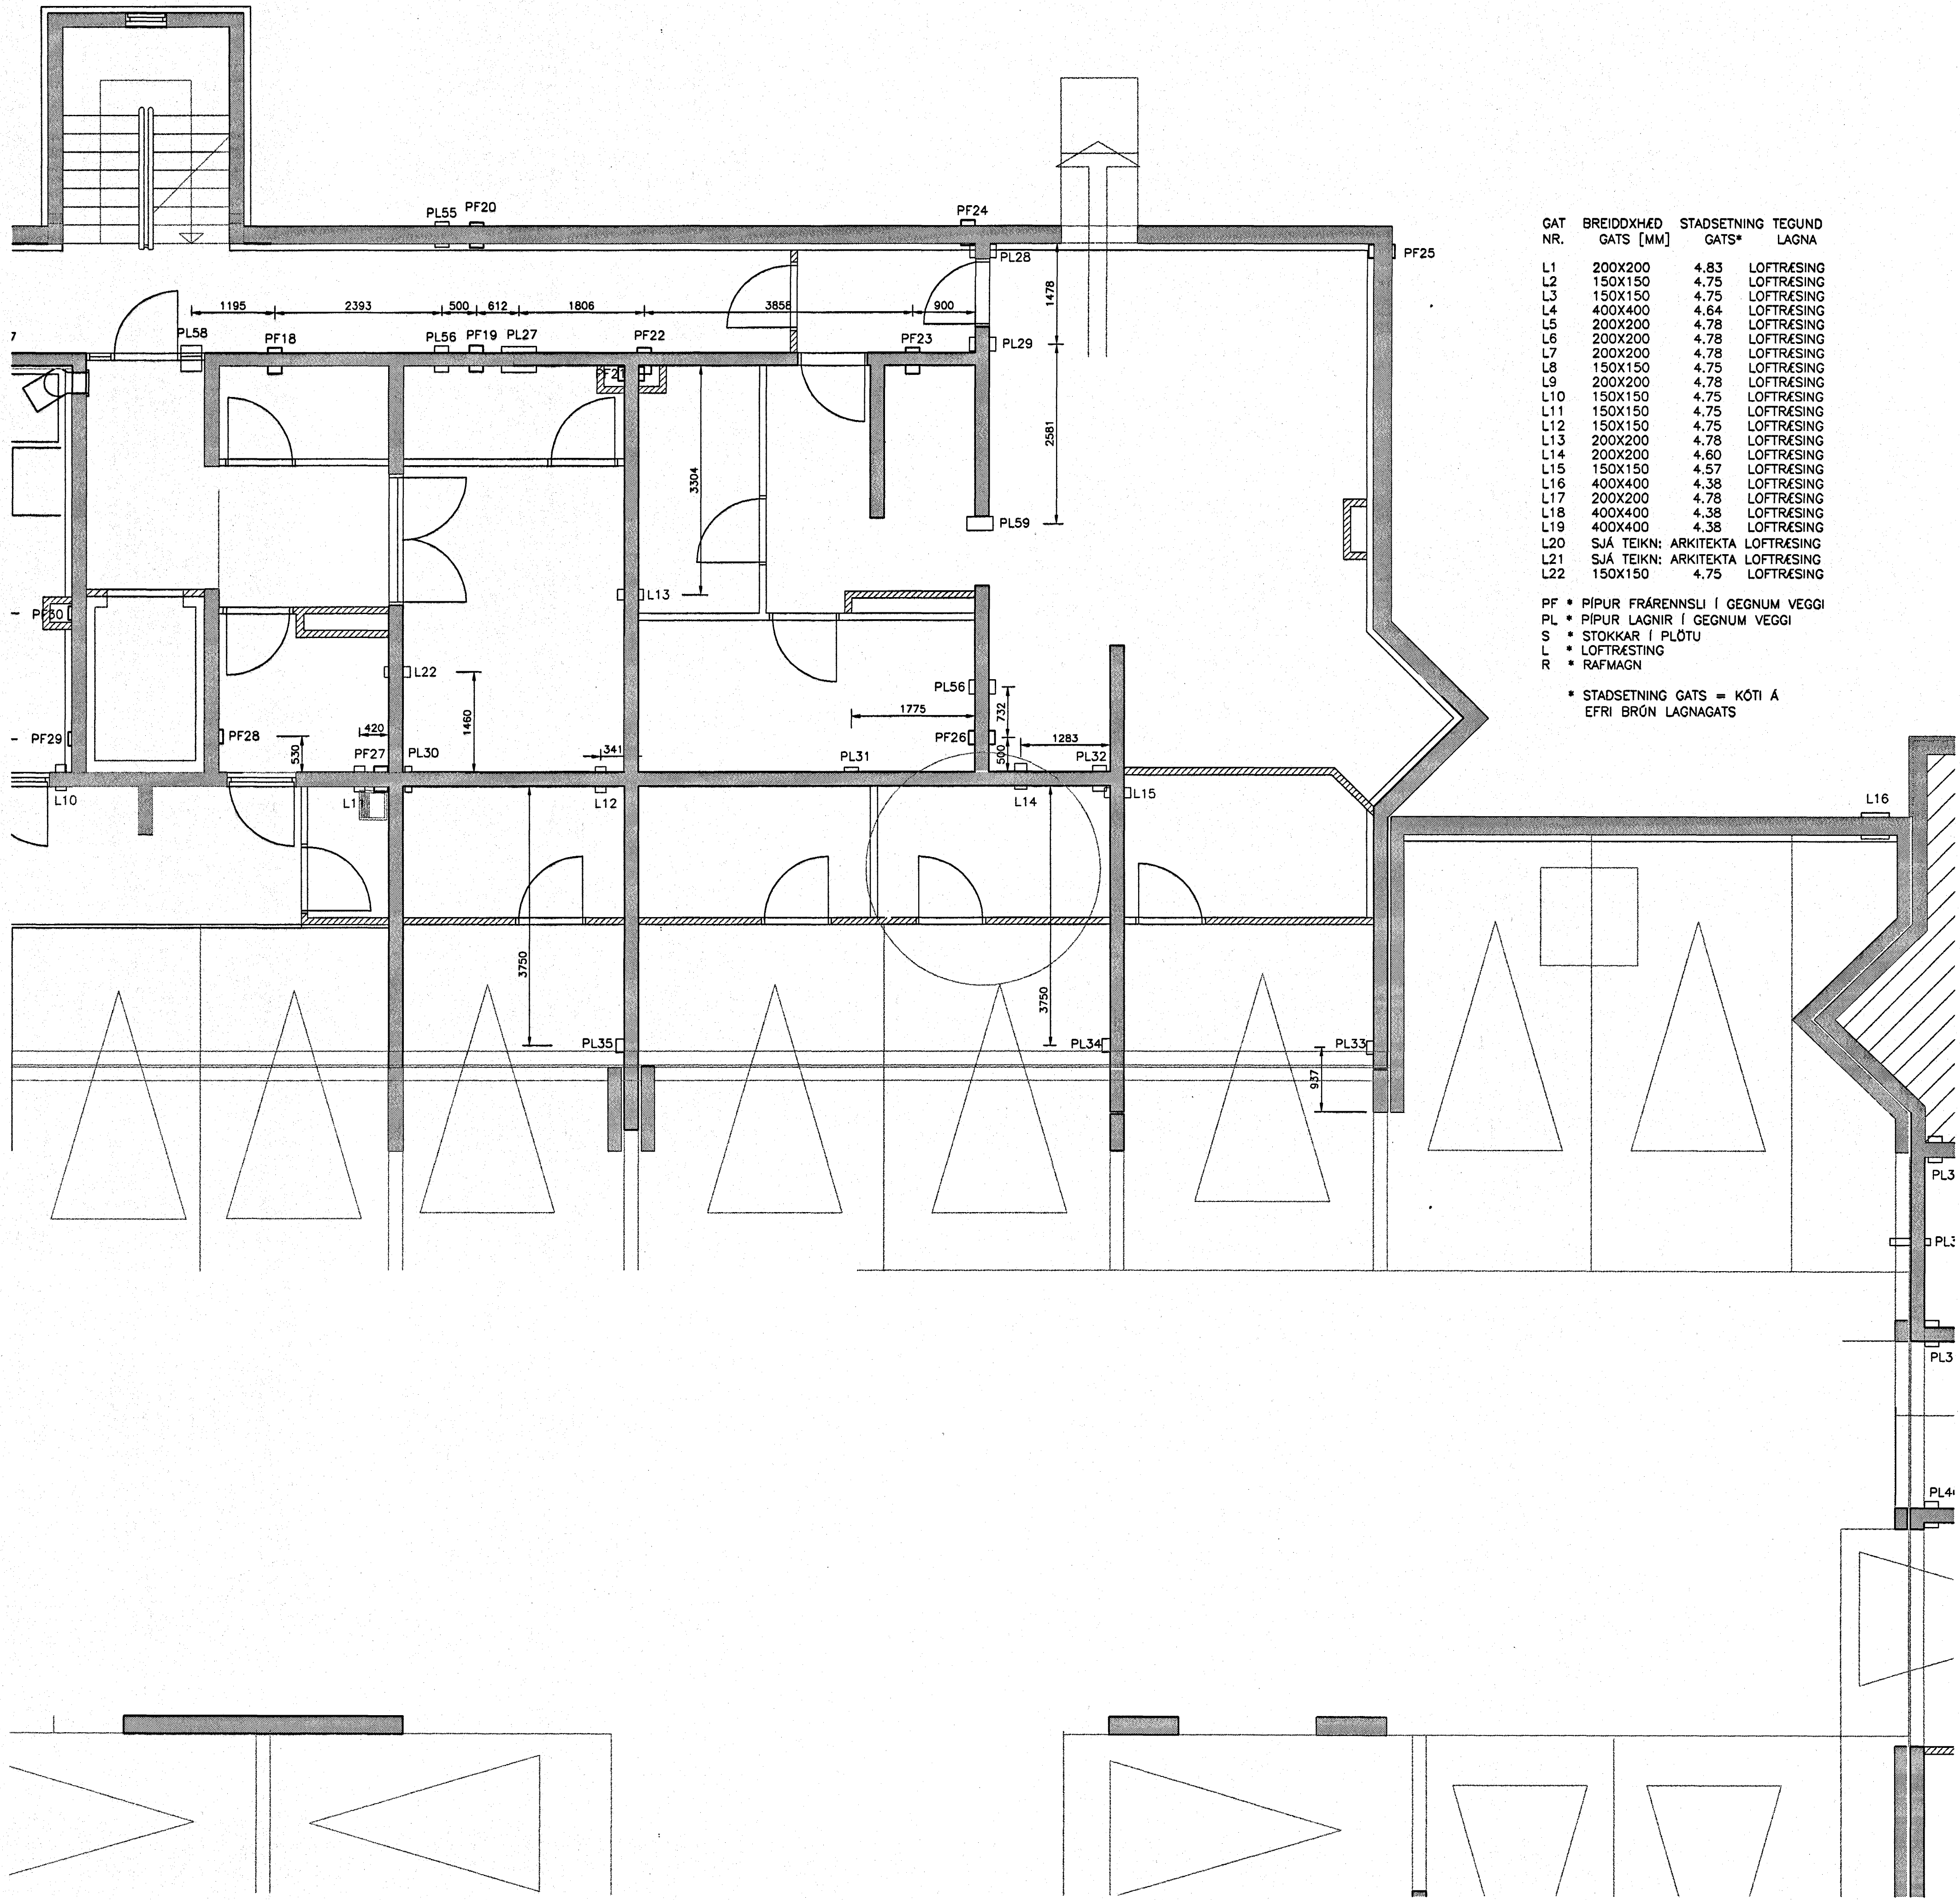 PL55
PF20
PF24
PL28
PF25
1195
2393
500
612
1806
3858
900
1478
7
PL58
PF18
PL56
PF19
PL27
PF22
PF23
PL29
PF21
3304
2581
PL59
L13
PF30
L22
PL56
1460
1775
732
PF29
PF28
530
420
PF27
PL30
341
PL31
PF26
500
1283
PL32
L10
L11
L12
L14
L15
L16
3750
3750
PL35
PL34
PL33
937
PL3
PL3
PL3
PL4
GAT BREIDDXHÆD STADSETNING TEGUND
NR. GATS [MM] GATS* LAGNA
L1 200X200 4.83 LOFTRÆSING
L2 150X150 4.75 LOFTRÆSING
L3 150X150 4.75 LOFTRÆSING
L4 400X400 4.64 LOFTRÆSING
L5 200X200 4.78 LOFTRÆSING
L6 200X200 4.78 LOFTRÆSING
L7 200X200 4.78 LOFTRÆSING
L8 150X150 4.75 LOFTRÆSING
L9 200X200 4.78 LOFTRÆSING
L10 150X150 4.75 LOFTRÆSING
L11 150X150 4.75 LOFTRÆSING
L12 150X150 4.75 LOFTRÆSING
L13 200X200 4.78 LOFTRÆSING
L14 200X200 4.60 LOFTRÆSING
L15 150X150 4.57 LOFTRÆSING
L16 400X400 4.38 LOFTRÆSING
L17 200X200 4.78 LOFTRÆSING
L18 400X400 4.38 LOFTRÆSING
L19 400X400 4.38 LOFTRÆSING
L20 SJÁ TEIKN: ARKITEKTA LOFTRÆSING
L21 SJÁ TEIKN: ARKITEKTA LOFTRÆSING
L22 150X150 4.75 LOFTRÆSING
PF * PÍPUR FRÁRENNSLI Í GEGNUM VEGGI
PL * PÍPUR LAGNIR Í GEGNUM VEGGI
S * STOKKAR Í PLÖTU
L * LOFTRÆSTING
R * RAFMAGN
* STADSETNING GATS = KÓTI Á
EFRI BRÚN LAGNAGATS